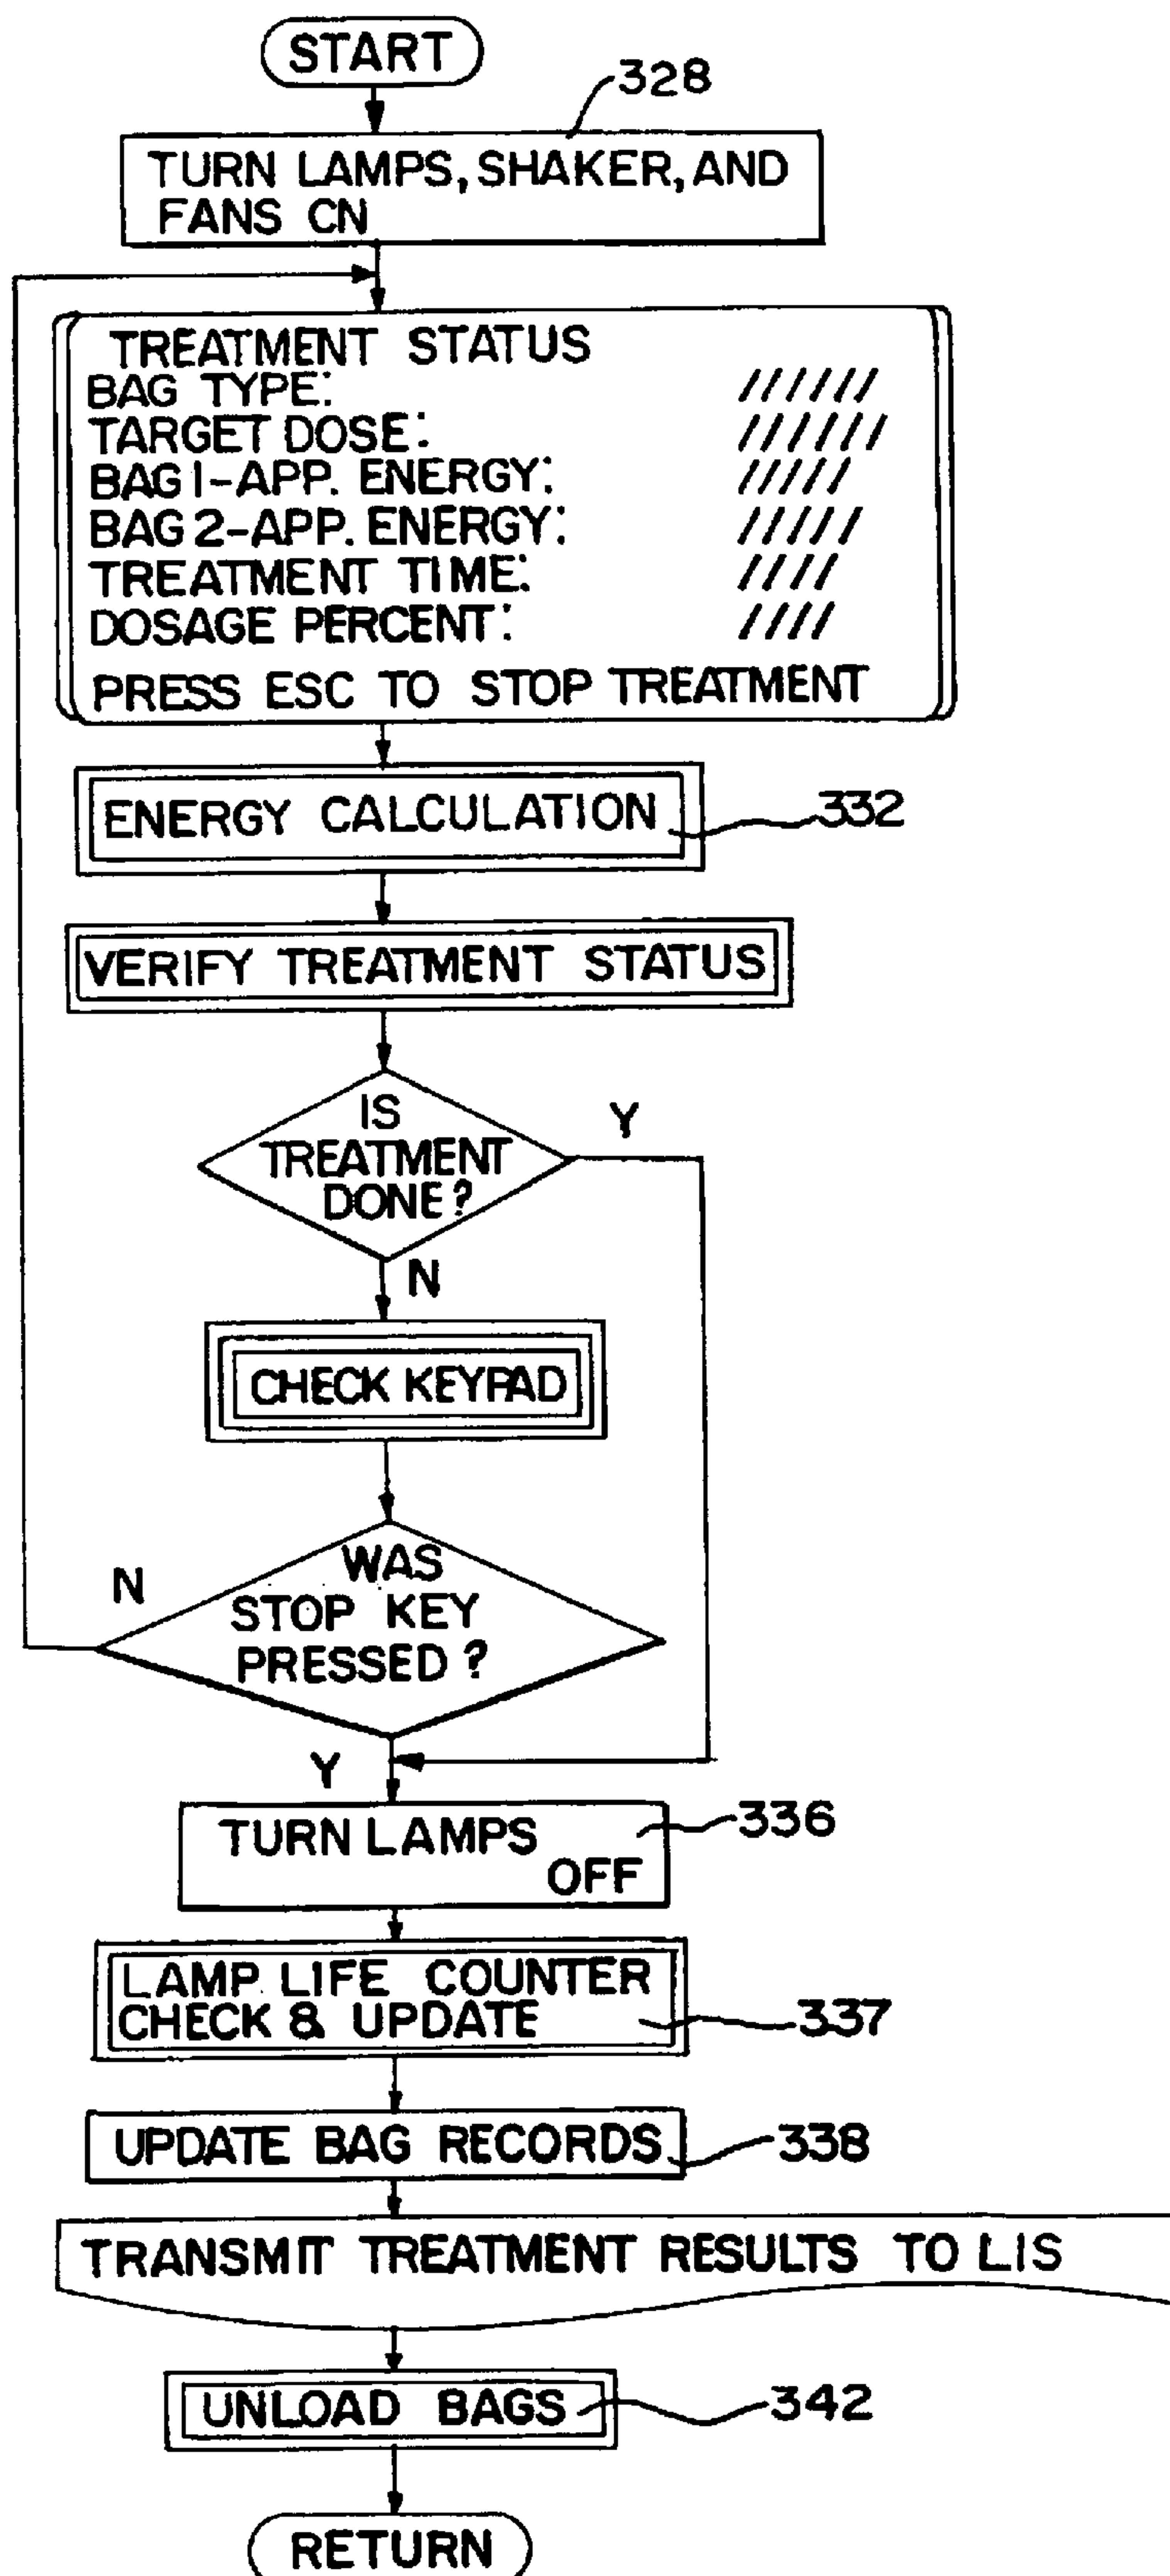 START
328
TURN LAMPS, SHAKER, AND
FANS CN
TREATMENT STATUS
BAG TYPE: //////
TARGET DOSE: ///////
BAG 1-APP. ENERGY: /////
BAG 2-APP. ENERGY: /////
TREATMENT TIME: ////
DOSAGE PERCENT: ////
PRESS ESC TO STOP TREATMENT
ENERGY CALCULATION
332
VERIFY TREATMENT STATUS
IS
TREATMENT
DONE?
Y
N
CHECK KEYPAD
WAS
STOP KEY
PRESSED?
N
Y
TURN LAMPS
OFF
336
LAMP LIFE COUNTER
CHECK & UPDATE
337
UPDATE BAG RECORDS
338
TRANSMIT TREATMENT RESULTS TO LIS
UNLOAD BAGS
342
RETURN